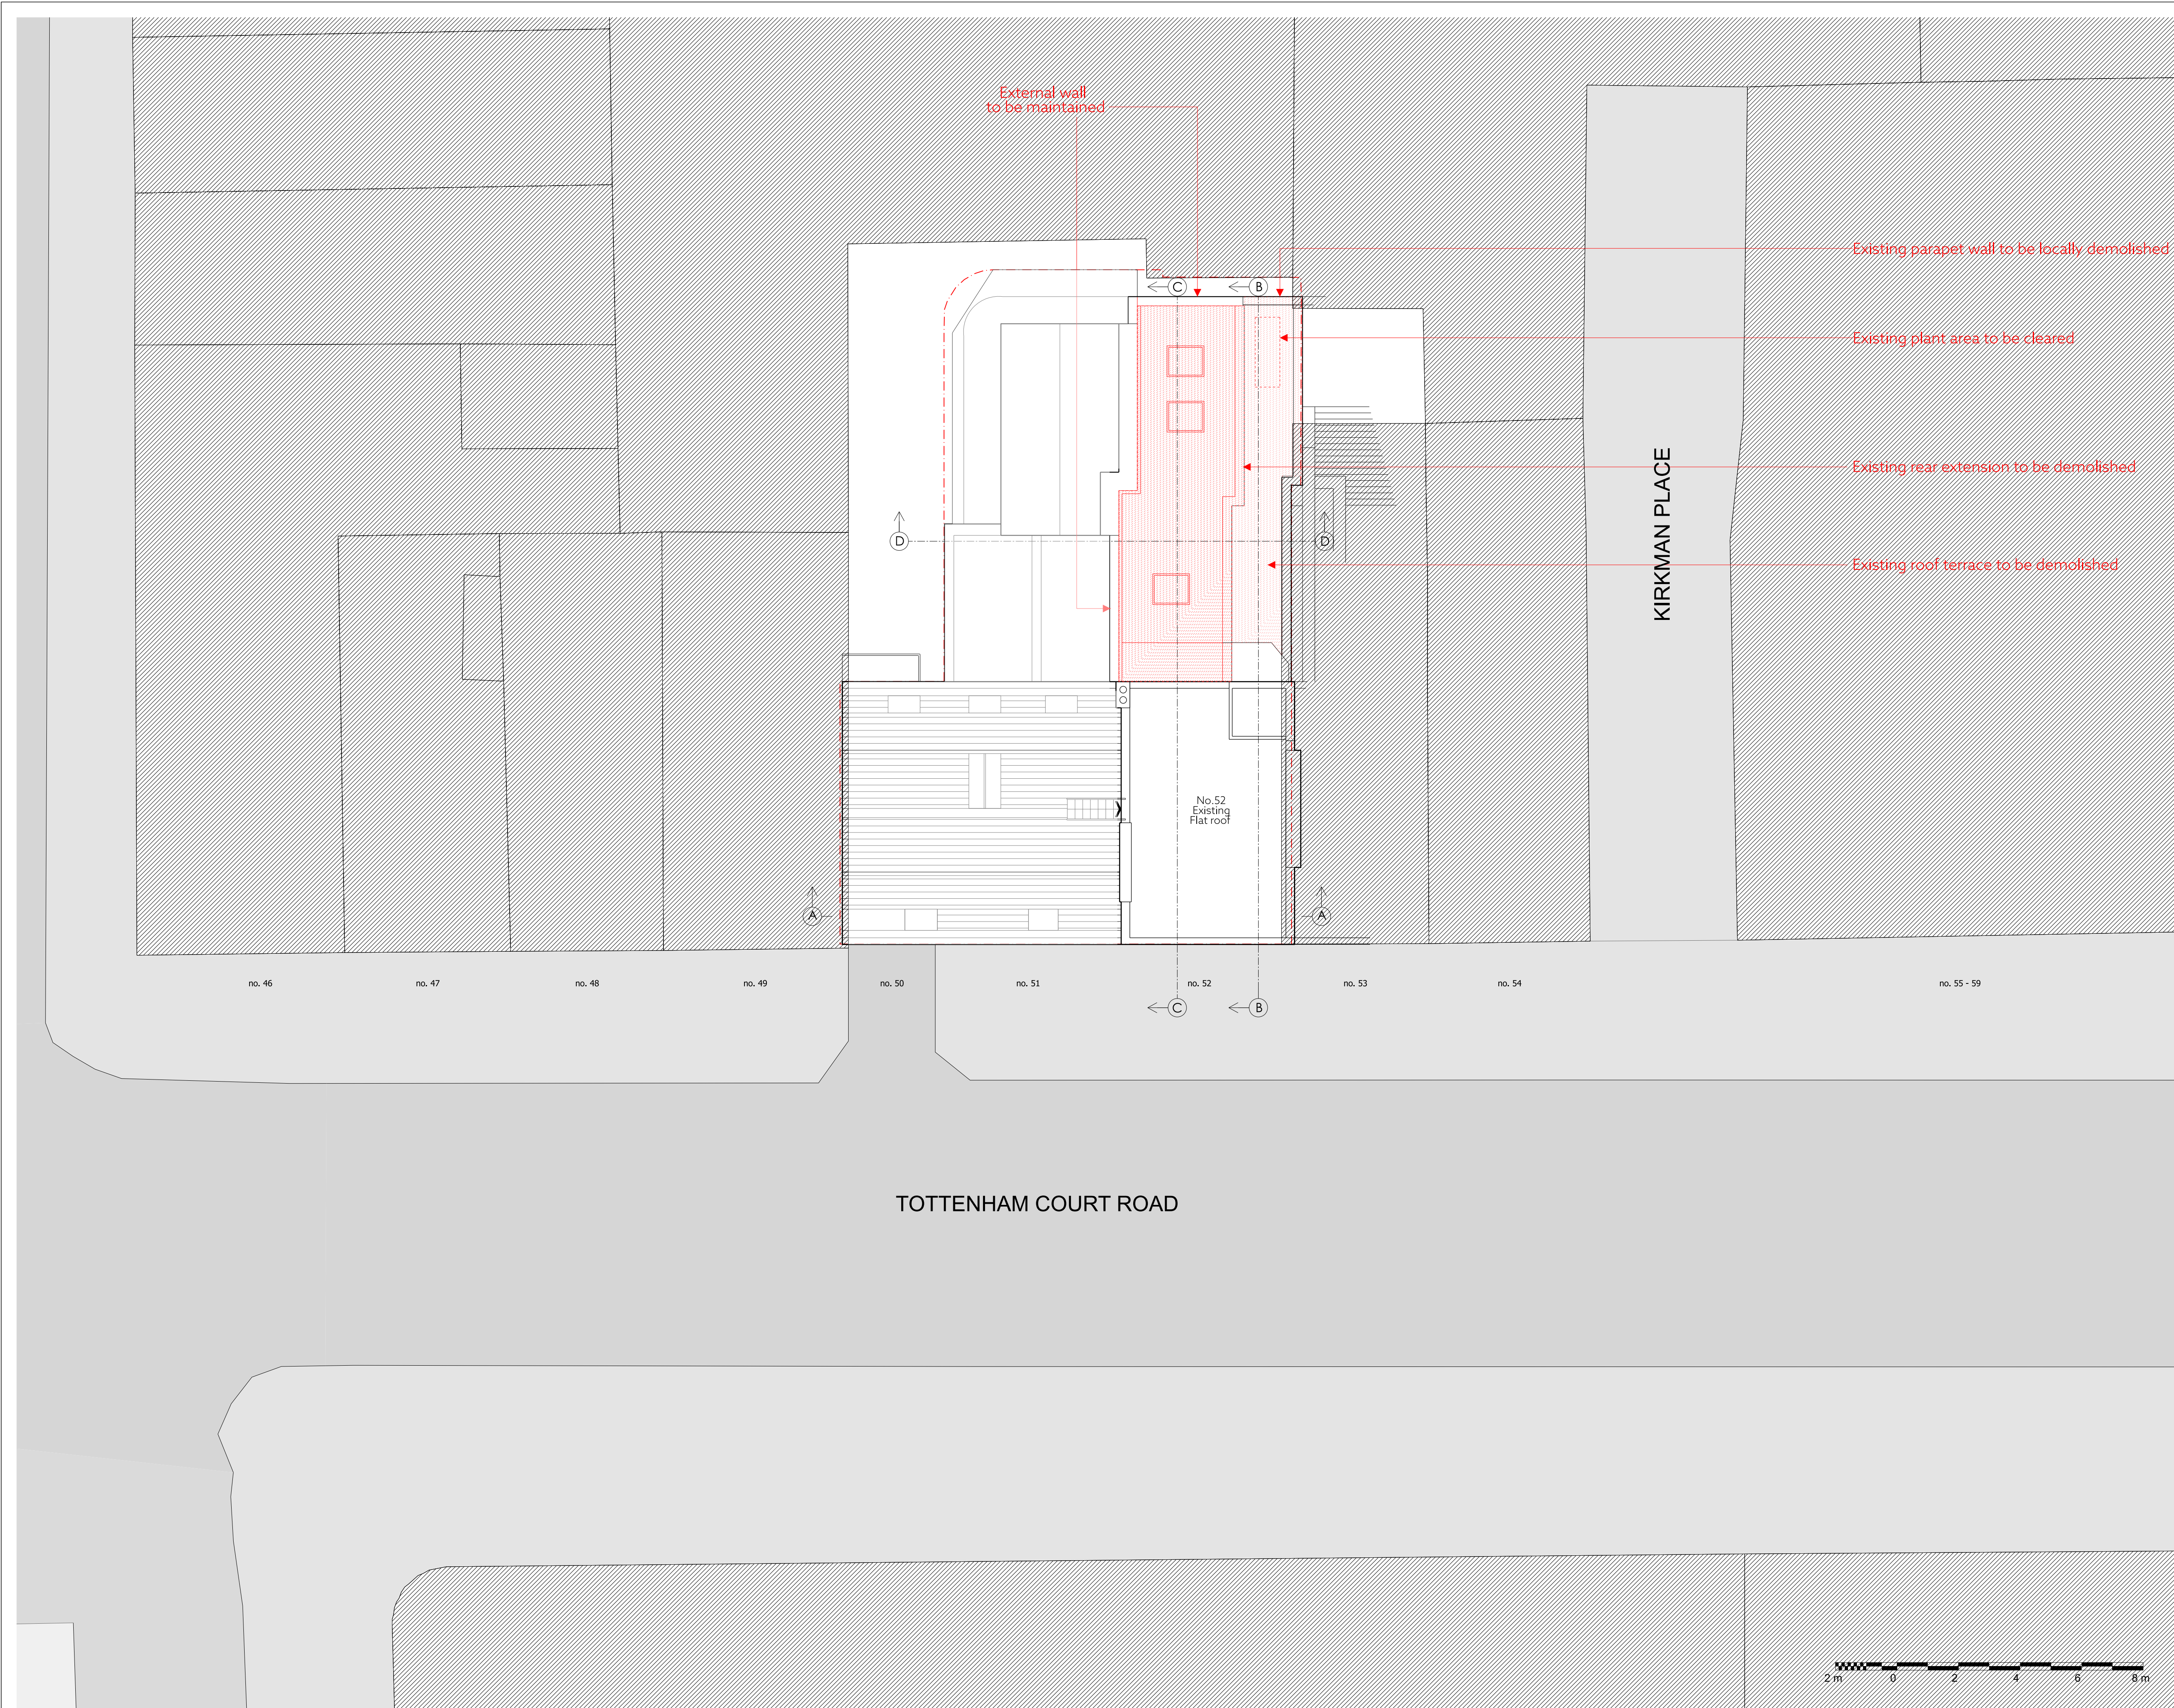 External wall
to be maintained
Existing parapet wall to be locally demolished
C
B
Existing plant area to be cleared
KIRKMAN PLACE
Existing rear extension to be demolished
D
D
Existing roof terrace to be demolished
No.52
Existing
Flat roof
A
A
no. 46
no. 47
no. 48
no. 49
no. 50
no. 51
no. 52
no. 53
no. 54
no. 55 - 59
C
B
TOTTENHAM COURT ROAD
2 m 0 2 4 6 8 m